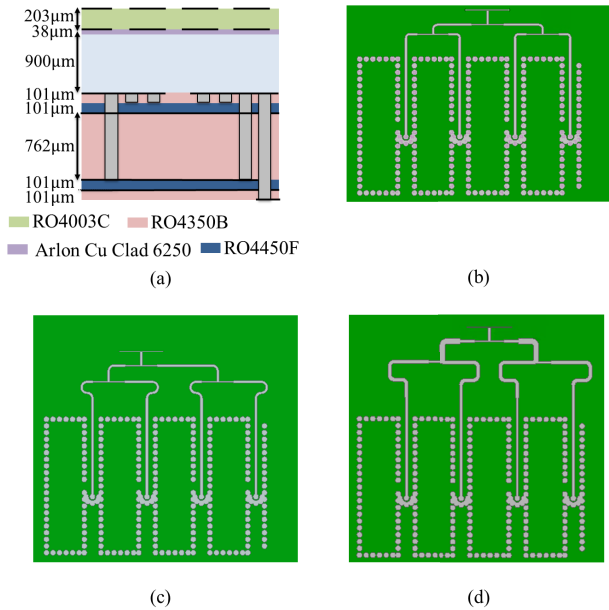 (a)
203μm
38μm
900μm
101μm
101μm
762μm
101μm
101μm
RO4003C
RO4350B
Arlon Cu Clad 6250
RO4450F
(a)
(b)
(c)
(d)